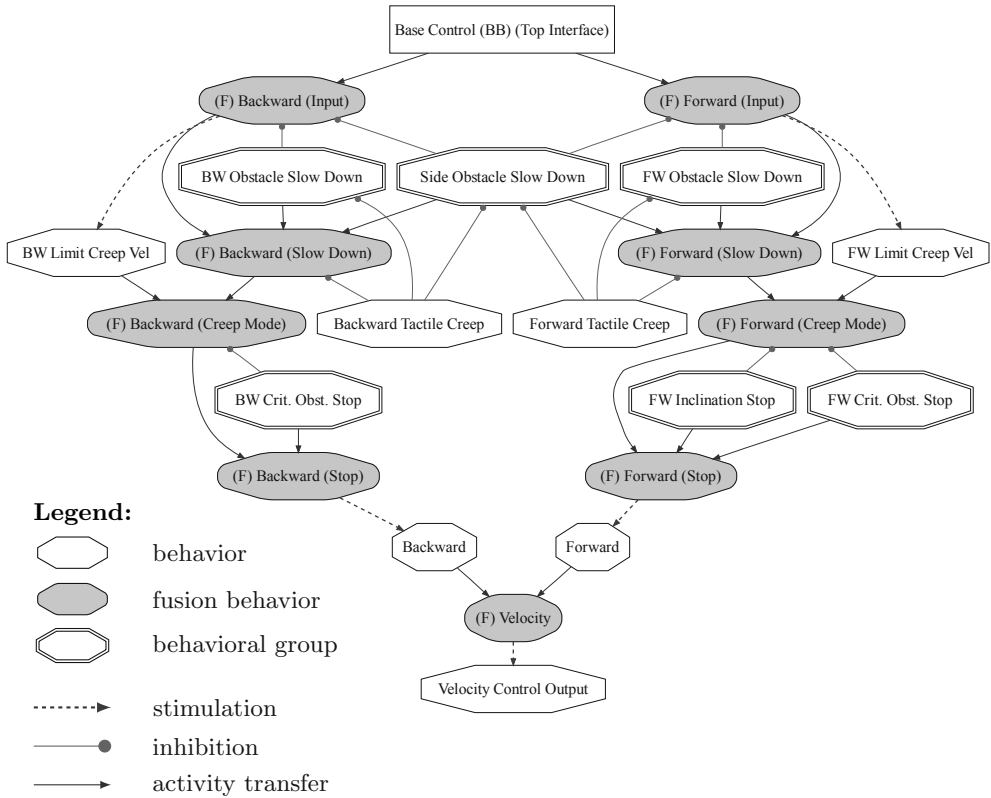 Base Control (BB) (Top Interface)
(F) Backward (Input)
(F) Forward (Input)
BW Obstacle Slow Down
Side Obstacle Slow Down
FW Obstacle Slow Down
BW Limit Creep Vel
(F) Backward (Slow Down)
(F) Forward (Slow Down)
FW Limit Creep Vel
(F) Backward (Creep Mode)
Backward Tactile Creep
Forward Tactile Creep
(F) Forward (Creep Mode)
BW Crit. Obst. Stop
FW Inclination Stop
FW Crit. Obst. Stop
(F) Backward (Stop)
(F) Forward (Stop)
Backward
Forward
(F) Velocity
Velocity Control Output
Legend:
behavior
fusion behavior
behavioral group
stimulation
inhibition
activity transfer